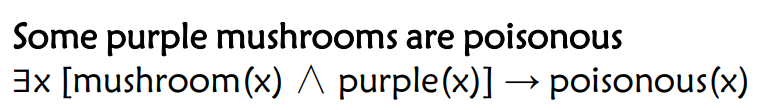 Some purple mushrooms are poisonous
∃x [mushroom(x) ∧ purple(x)] → poisonous(x)